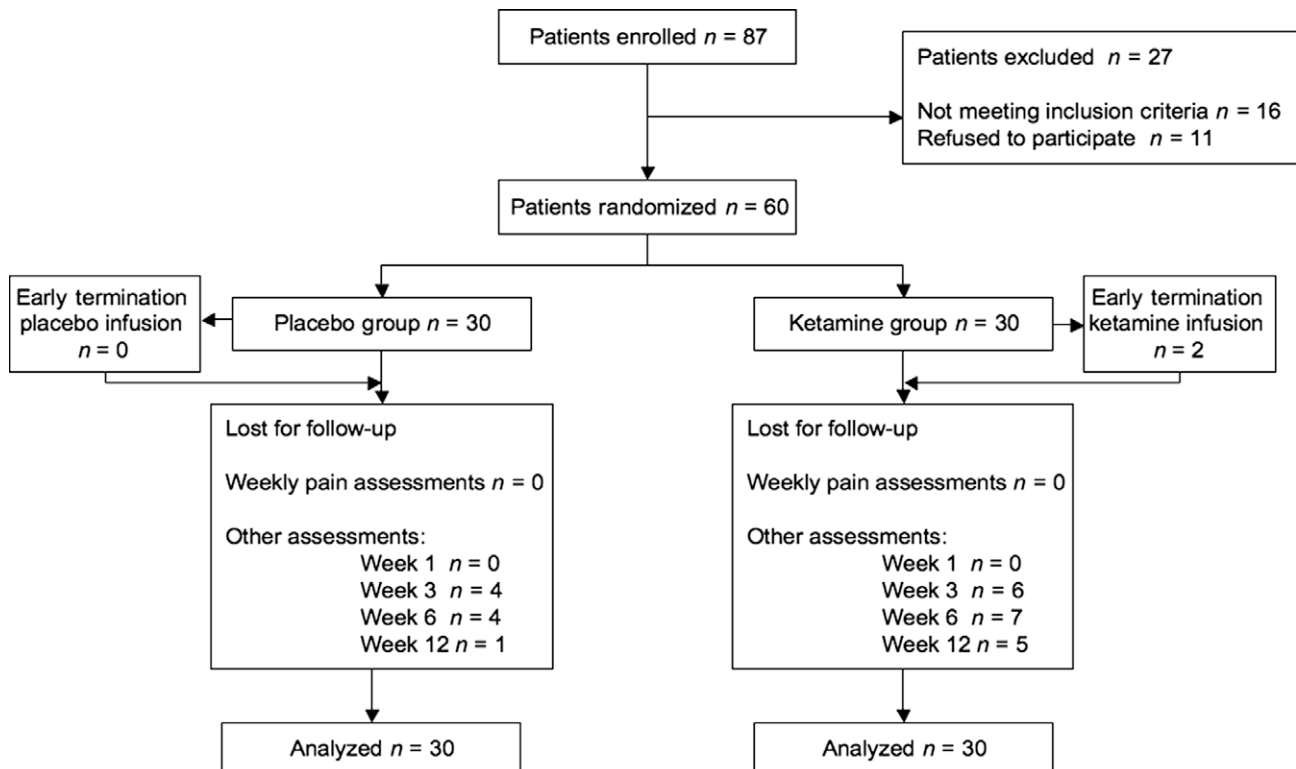 Patients enrolled n = 87
Patients excluded n = 27
Not meeting inclusion criteria n = 16
Refused to participate n = 11
Patients randomized n = 60
Early termination
placebo infusion
n = 0
Placebo group n = 30
Ketamine group n = 30
Early termination
ketamine infusion
n = 2
Lost for follow-up
Weekly pain assessments n = 0
Other assessments:
Week 1 n = 0
Week 3 n = 4
Week 6 n = 4
Week 12 n = 1
Lost for follow-up
Weekly pain assessments n = 0
Other assessments:
Week 1 n = 0
Week 3 n = 6
Week 6 n = 7
Week 12 n = 5
Analyzed n = 30
Analyzed n = 30